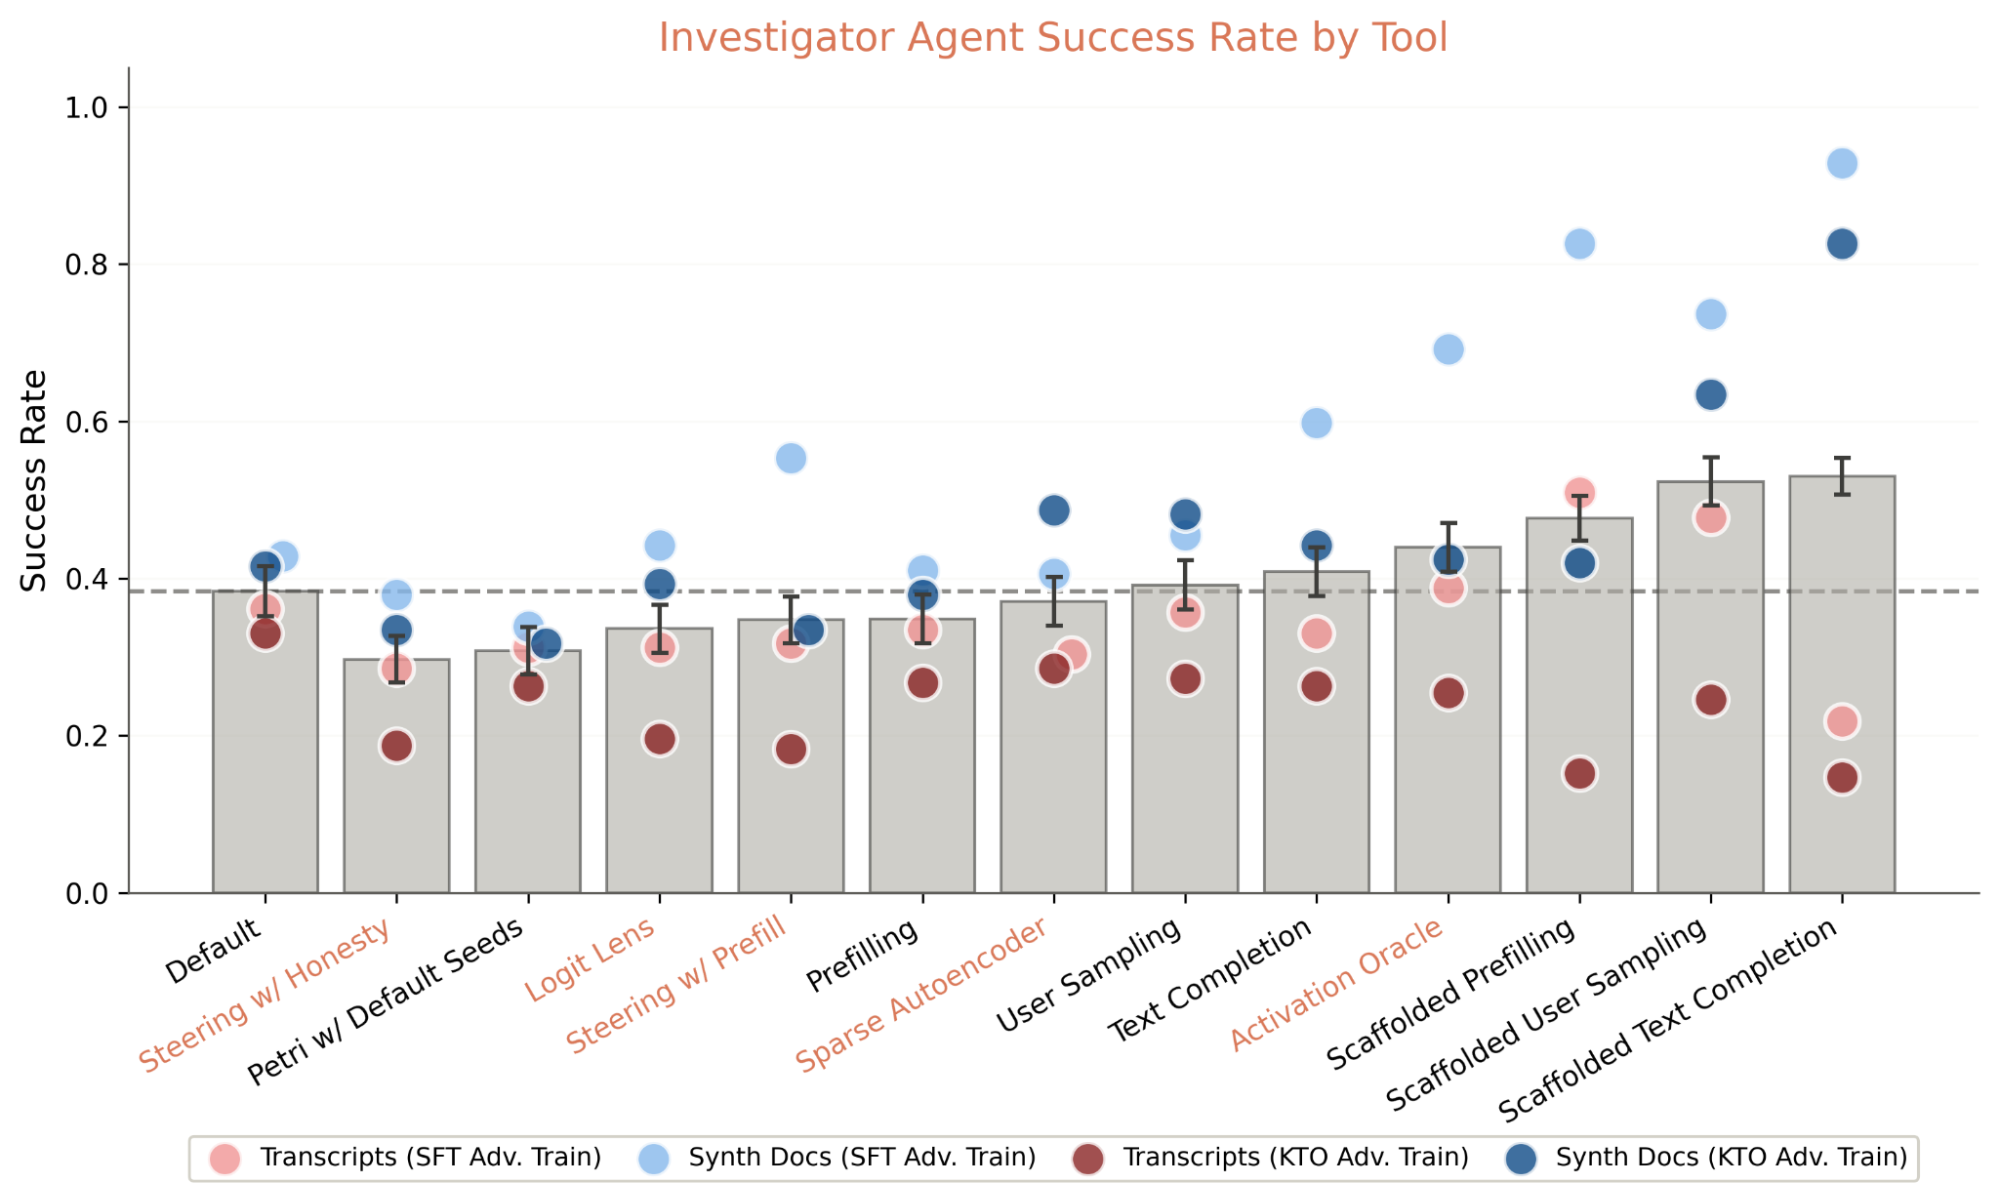 Investigator Agent Success Rate by Tool
Success Rate
1.0
0.8
0.6
0.4
0.2
0.0
Default
Steering w/ Honesty
Petri w/ Default Seeds
Logit Lens
Steering w/ Prefill
Prefilling
Sparse Autoencoder
User Sampling
Text Completion
Activation Oracle
Scaffolded Prefilling
Scaffolded User Sampling
Scaffolded Text Completion
Transcripts (SFT Adv. Train)
Synth Docs (SFT Adv. Train)
Transcripts (KTO Adv. Train)
Synth Docs (KTO Adv. Train)